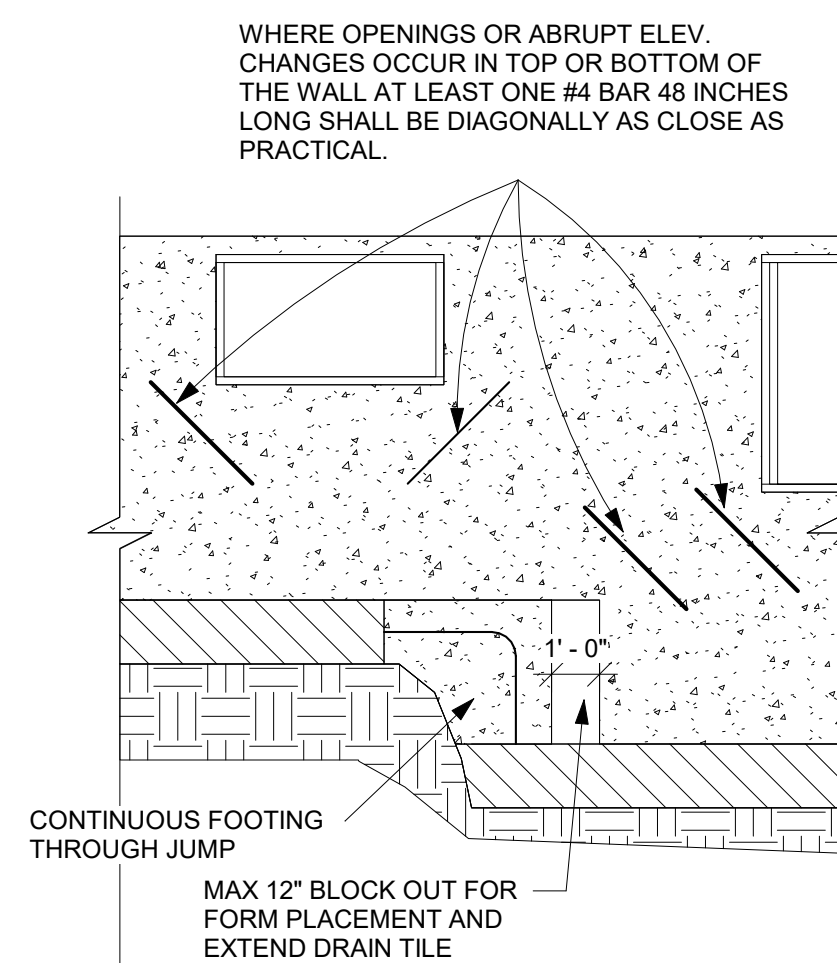 WHERE OPENINGS OR ABRUPT ELEV.
CHANGES OCCUR IN TOP OR BOTTOM OF
THE WALL AT LEAST ONE #4 BAR 48 INCHES
LONG SHALL BE DIAGONALLY AS CLOSE AS
PRACTICAL.
1' - 0"
CONTINUOUS FOOTING
THROUGH JUMP
MAX 12" BLOCK OUT FOR
FORM PLACEMENT AND
EXTEND DRAIN TILE